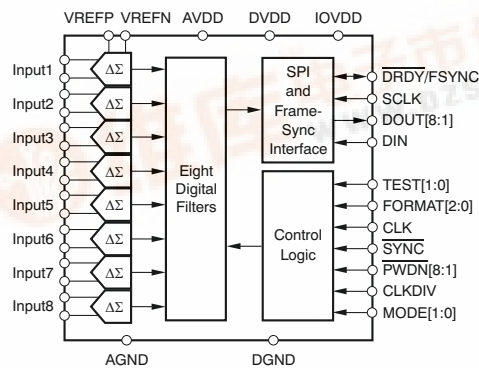 VREFP VREFN AVDD DVDD IOVDD
Input1
Input2
Input3
Input4
Input5
Input6
Input7
Input8
ΔΣ
ΔΣ
ΔΣ
ΔΣ
ΔΣ
ΔΣ
ΔΣ
ΔΣ
Eight
Digital
Filters
SPI
and
Frame-
Sync
Interface
Control
Logic
DRDY/FSYNC
SCLK
DOUT[8:1]
DIN
TEST[1:0]
FORMAT[2:0]
CLK
SYNC
PWDN[8:1]
CLKDIV
MODE[1:0]
AGND DGND